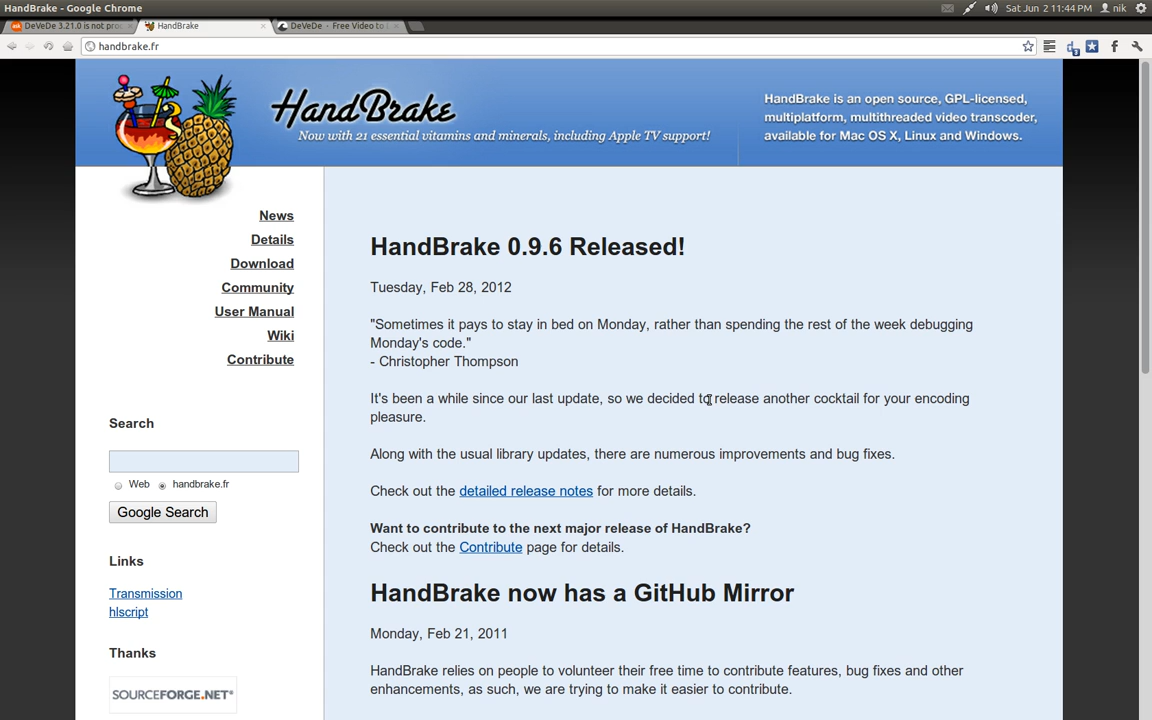 HandBrake - Google Chrome
Sat Jun 2 11:44 PM
nik
DeVeDe 3.21.0 is not pro
HandBrake
DeVeDe - Free Video to
handbrake.fr
HandBrake
Now with 21 essential vitamins and minerals, including Apple TV support!
HandBrake is an open source, GPL-licensed,
multiplatform, multithreaded video transcoder,
available for Mac OS X, Linux and Windows.
News
Details
Download
Community
User Manual
Wiki
Contribute
Search
Web
handbrake.fr
Google Search
Links
Transmission
hlscript
Thanks
SOURCEFORGE.NET®
HandBrake 0.9.6 Released!
Tuesday, Feb 28, 2012
"Sometimes it pays to stay in bed on Monday, rather than spending the rest of the week debugging
Monday's code."
- Christopher Thompson
It's been a while since our last update, so we decided to release another cocktail for your encoding
pleasure.
Along with the usual library updates, there are numerous improvements and bug fixes.
Check out the detailed release notes for more details.
Want to contribute to the next major release of HandBrake?
Check out the Contribute page for details.
HandBrake now has a GitHub Mirror
Monday, Feb 21, 2011
HandBrake relies on people to volunteer their free time to contribute features, bug fixes and other
enhancements, as such, we are trying to make it easier to contribute.